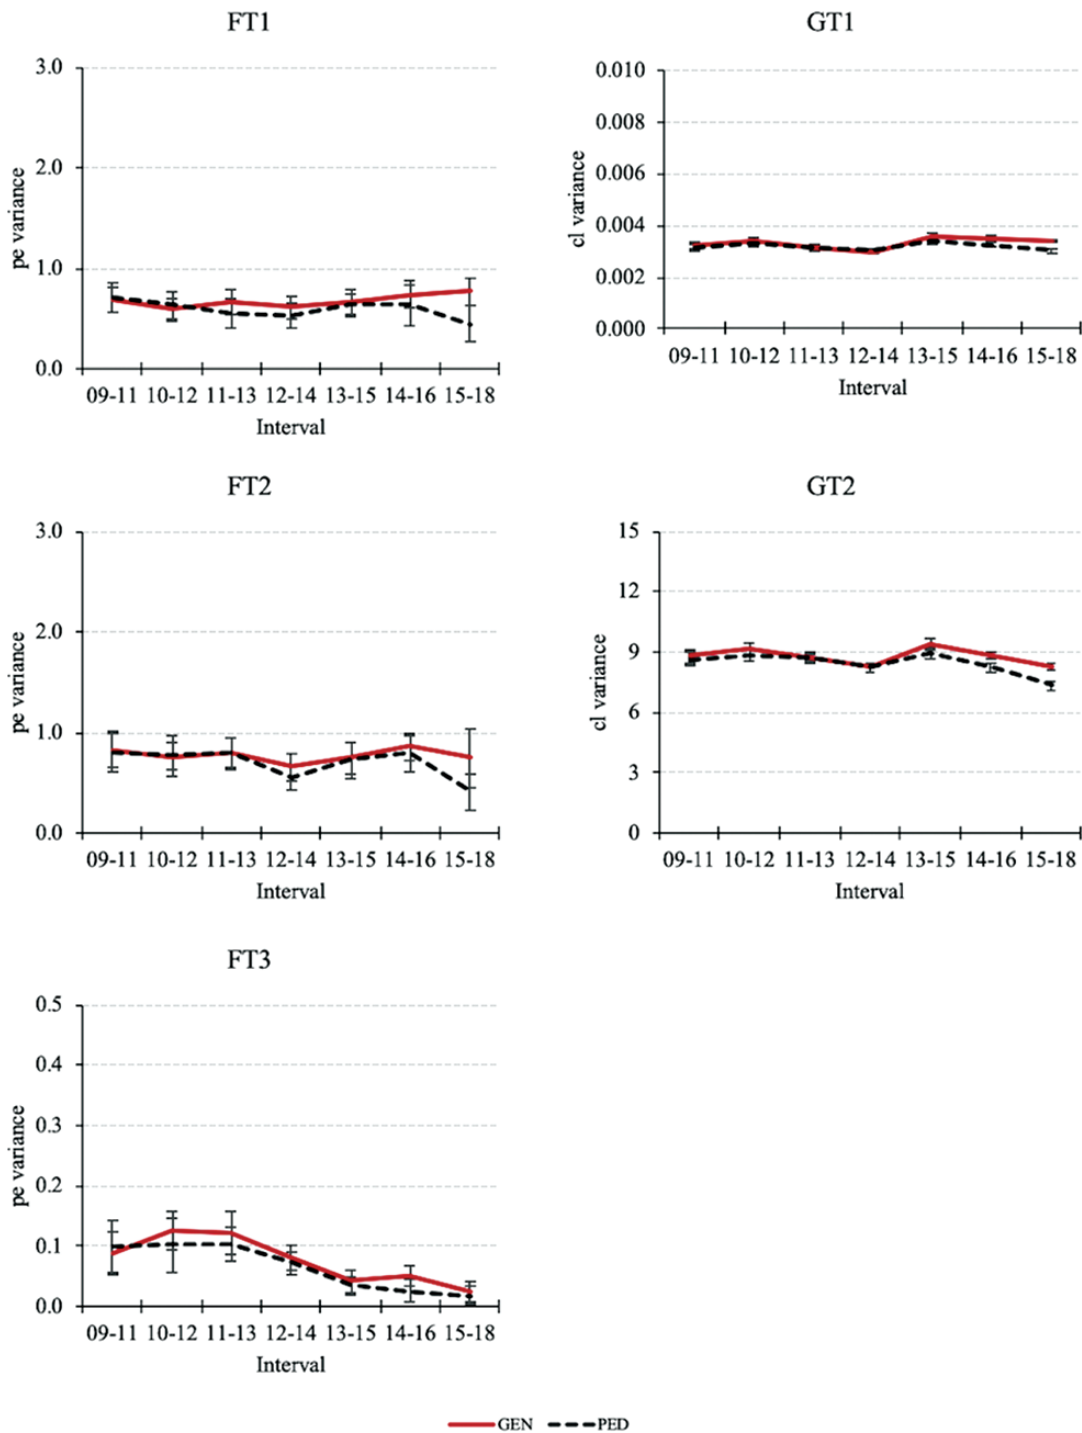 FT1
3.0
2.0
1.0
0.0
pe variance
09-11 10-12 11-13 12-14 13-15 14-16 15-18
Interval
GT1
0.010
0.008
0.006
0.004
0.002
0.000
cl variance
09-11 10-12 11-13 12-14 13-15 14-16 15-18
Interval
FT2
3.0
2.0
1.0
0.0
pe variance
09-11 10-12 11-13 12-14 13-15 14-16 15-18
Interval
GT2
15
12
9
6
3
0
cl variance
09-11 10-12 11-13 12-14 13-15 14-16 15-18
Interval
FT3
0.5
0.4
0.3
0.2
0.1
0.0
pe variance
09-11 10-12 11-13 12-14 13-15 14-16 15-18
Interval
GEN PED